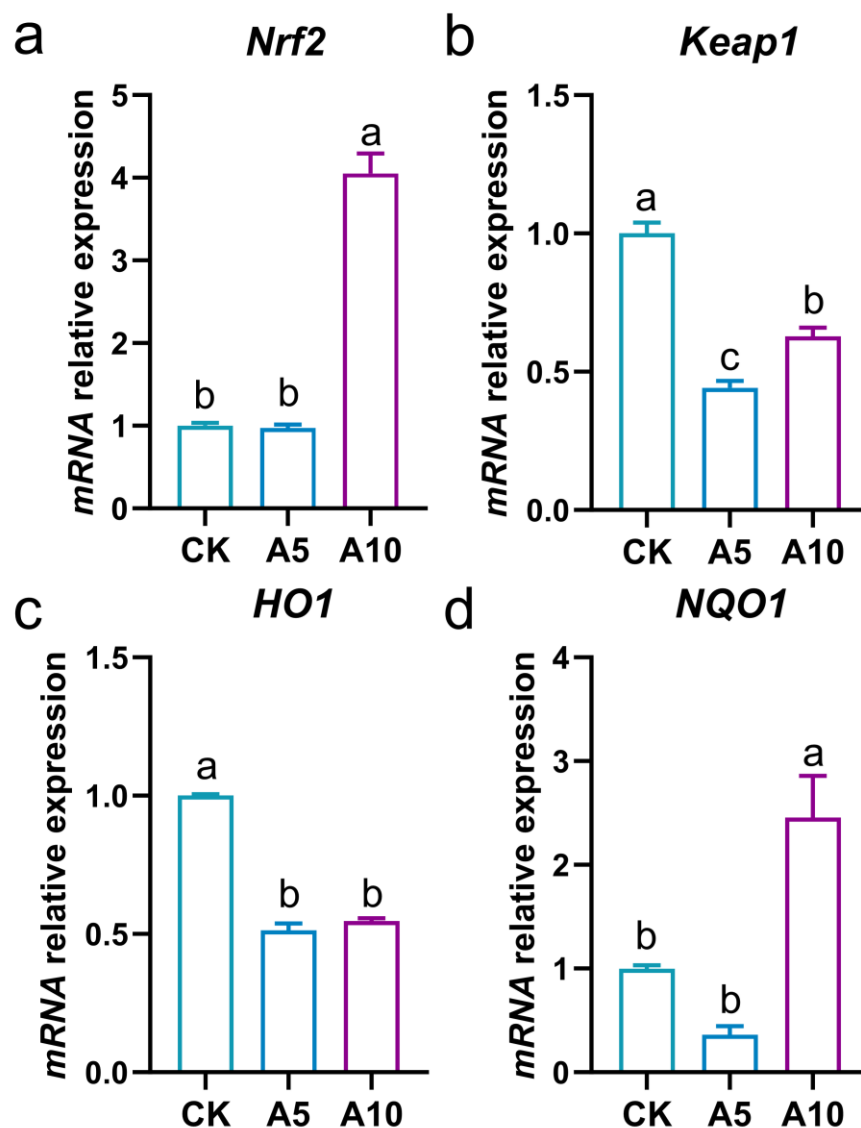 a
Nrf2
mRNA relative expression
5
4
3
2
1
0
b
b
a
CK A5 A10
b
Keap1
mRNA relative expression
1.5
1.0
0.5
0.0
a
c
b
CK A5 A10
c
HO1
mRNA relative expression
1.5
1.0
0.5
0.0
a
b
b
CK A5 A10
d
NQO1
mRNA relative expression
4
3
2
1
0
b
b
a
CK A5 A10